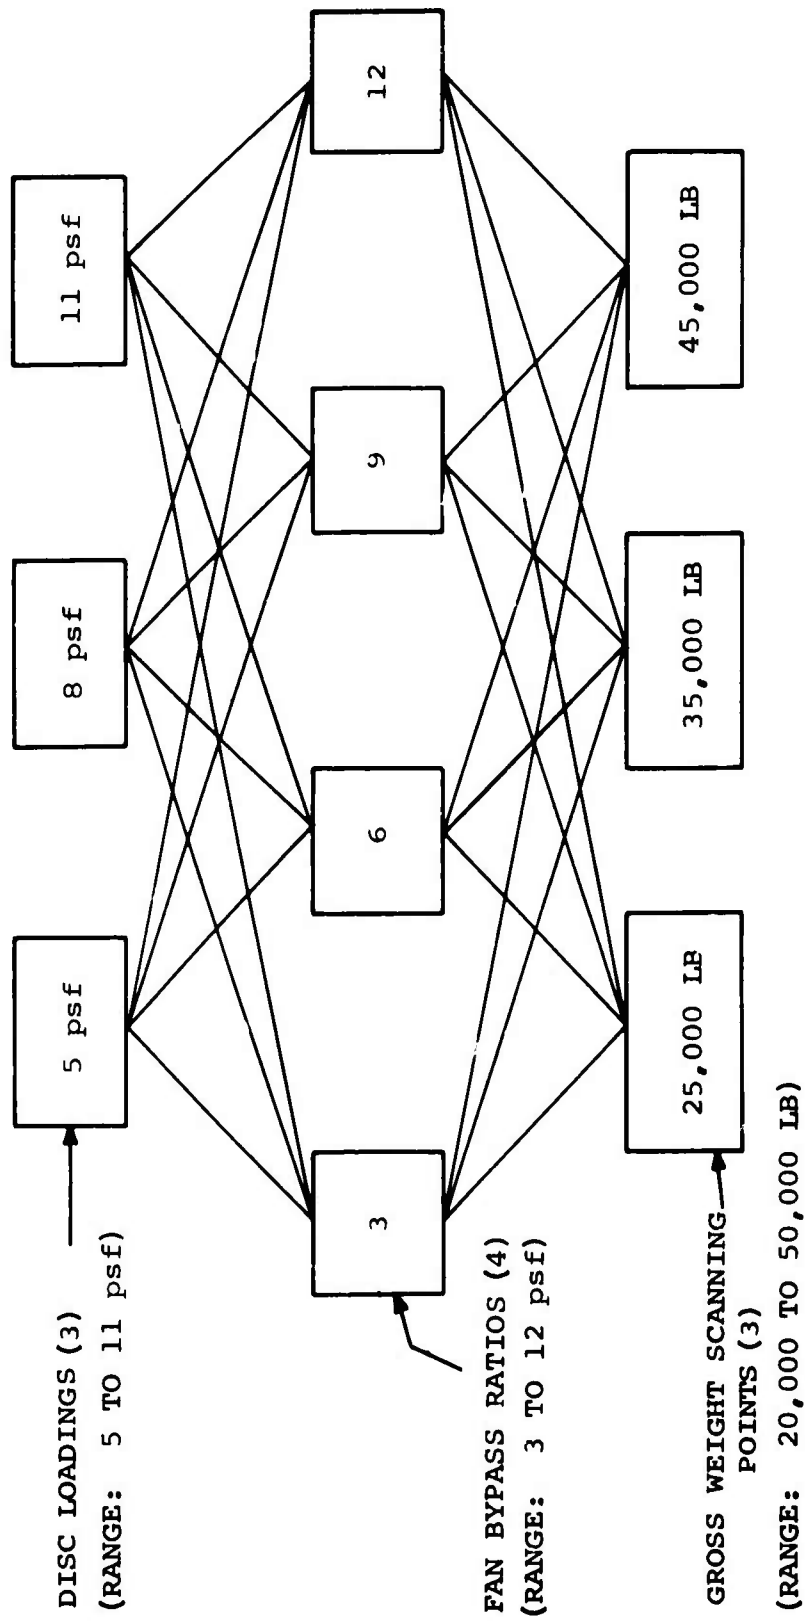 DISC LOADINGS (3)
(RANGE: 5 TO 11 psf)
5 psf
8 psf
11 psf
FAN BYPASS RATIOS (4)
(RANGE: 3 TO 12 psf)
3
6
9
12
GROSS WEIGHT SCANNING
POINTS (3)
(RANGE: 20,000 TO 50,000 LB)
25,000 LB
35,000 LB
45,000 LB